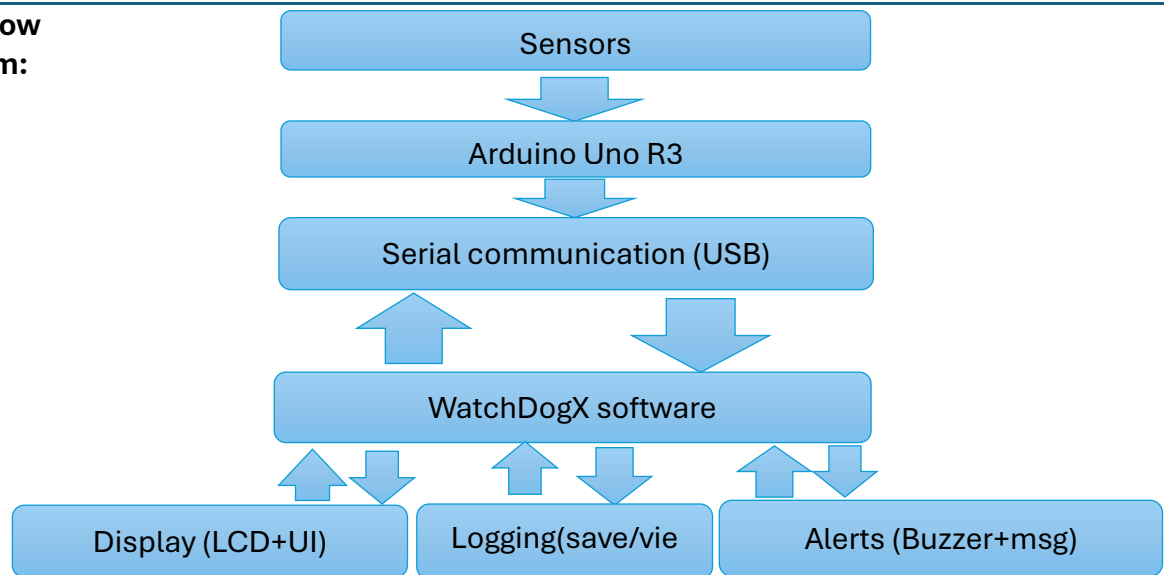 ow
m:
Sensors
Arduino Uno R3
Serial communication (USB)
WatchDogX software
Display (LCD+UI)
Logging(save/vie
Alerts (Buzzer+msg)